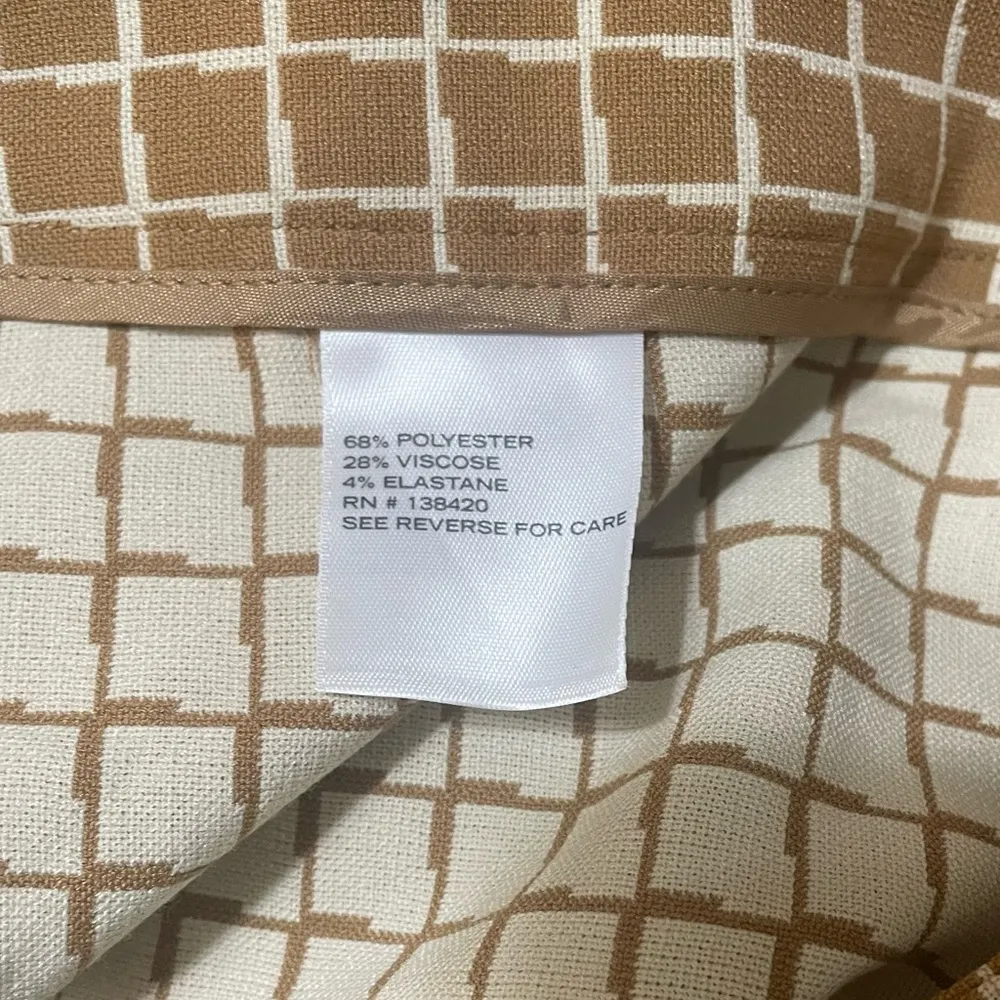 68% POLYESTER
28% VISCOSE
4% ELASTANE
RN # 138420
SEE REVERSE FOR CARE